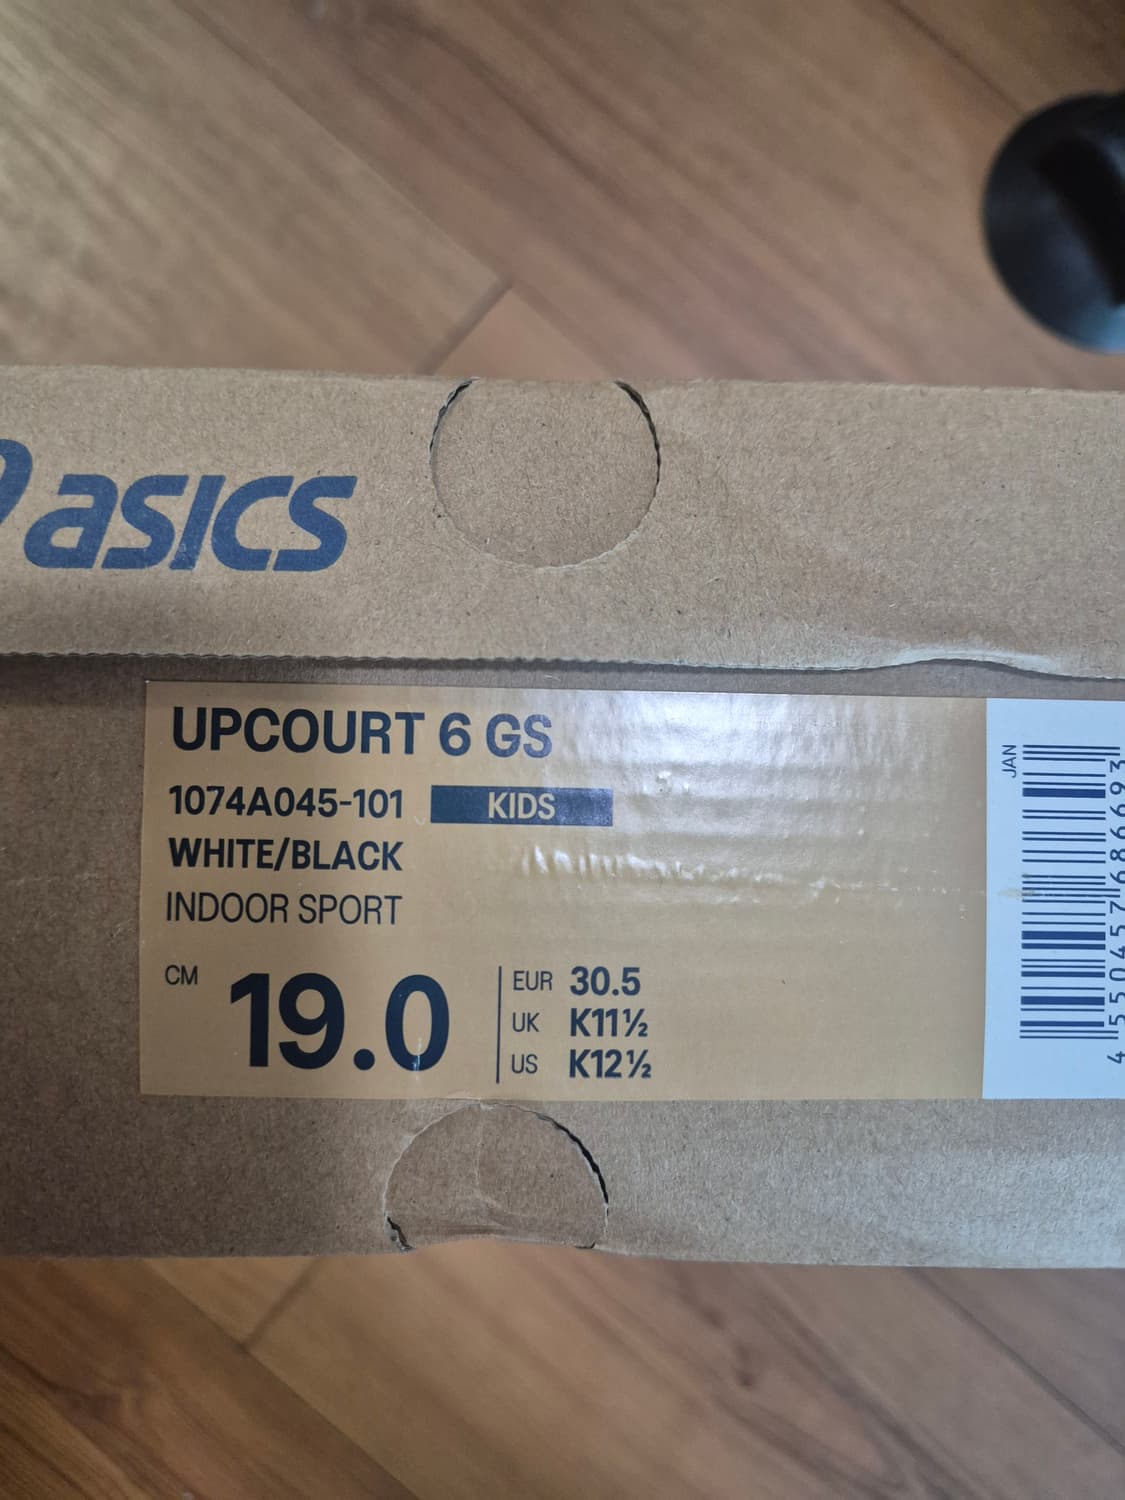 asics
UPCOURT 6 GS
1074A045-101 KIDS
WHITE/BLACK
INDOOR SPORT
CM 19.0
EUR 30.5
UK K11½
US K12½
JAN
4550457686693